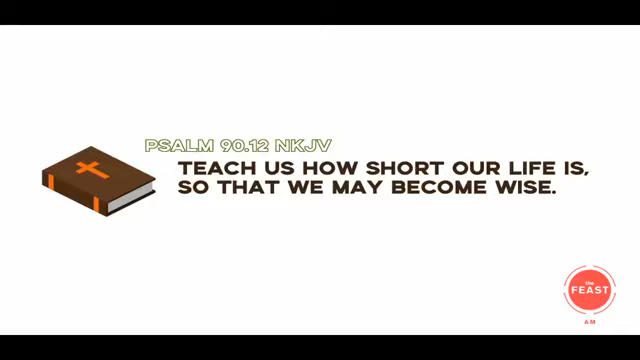 PSALM 90.12 NKJV
TEACH US HOW SHORT OUR LIFE IS,
SO THAT WE MAY BECOME WISE.
the
FEAST
AM